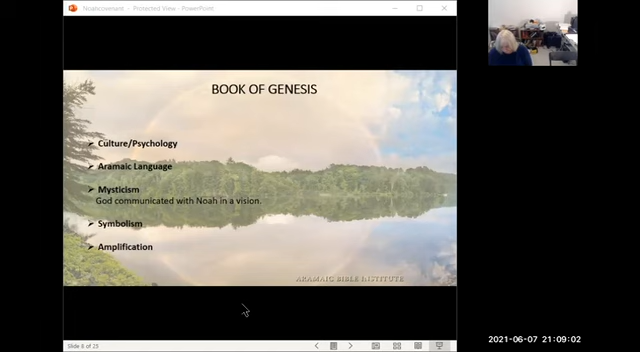 Noahcovenant - Protected View - PowerPoint
BOOK OF GENESIS
Culture/Psychology
Aramaic Language
Mysticism
God communicated with Noah in a vision.
Symbolism
Amplification
ARAMAIC BIBLE INSTITUTE
Slide 8 of 25
2021-06-07 21:09:02